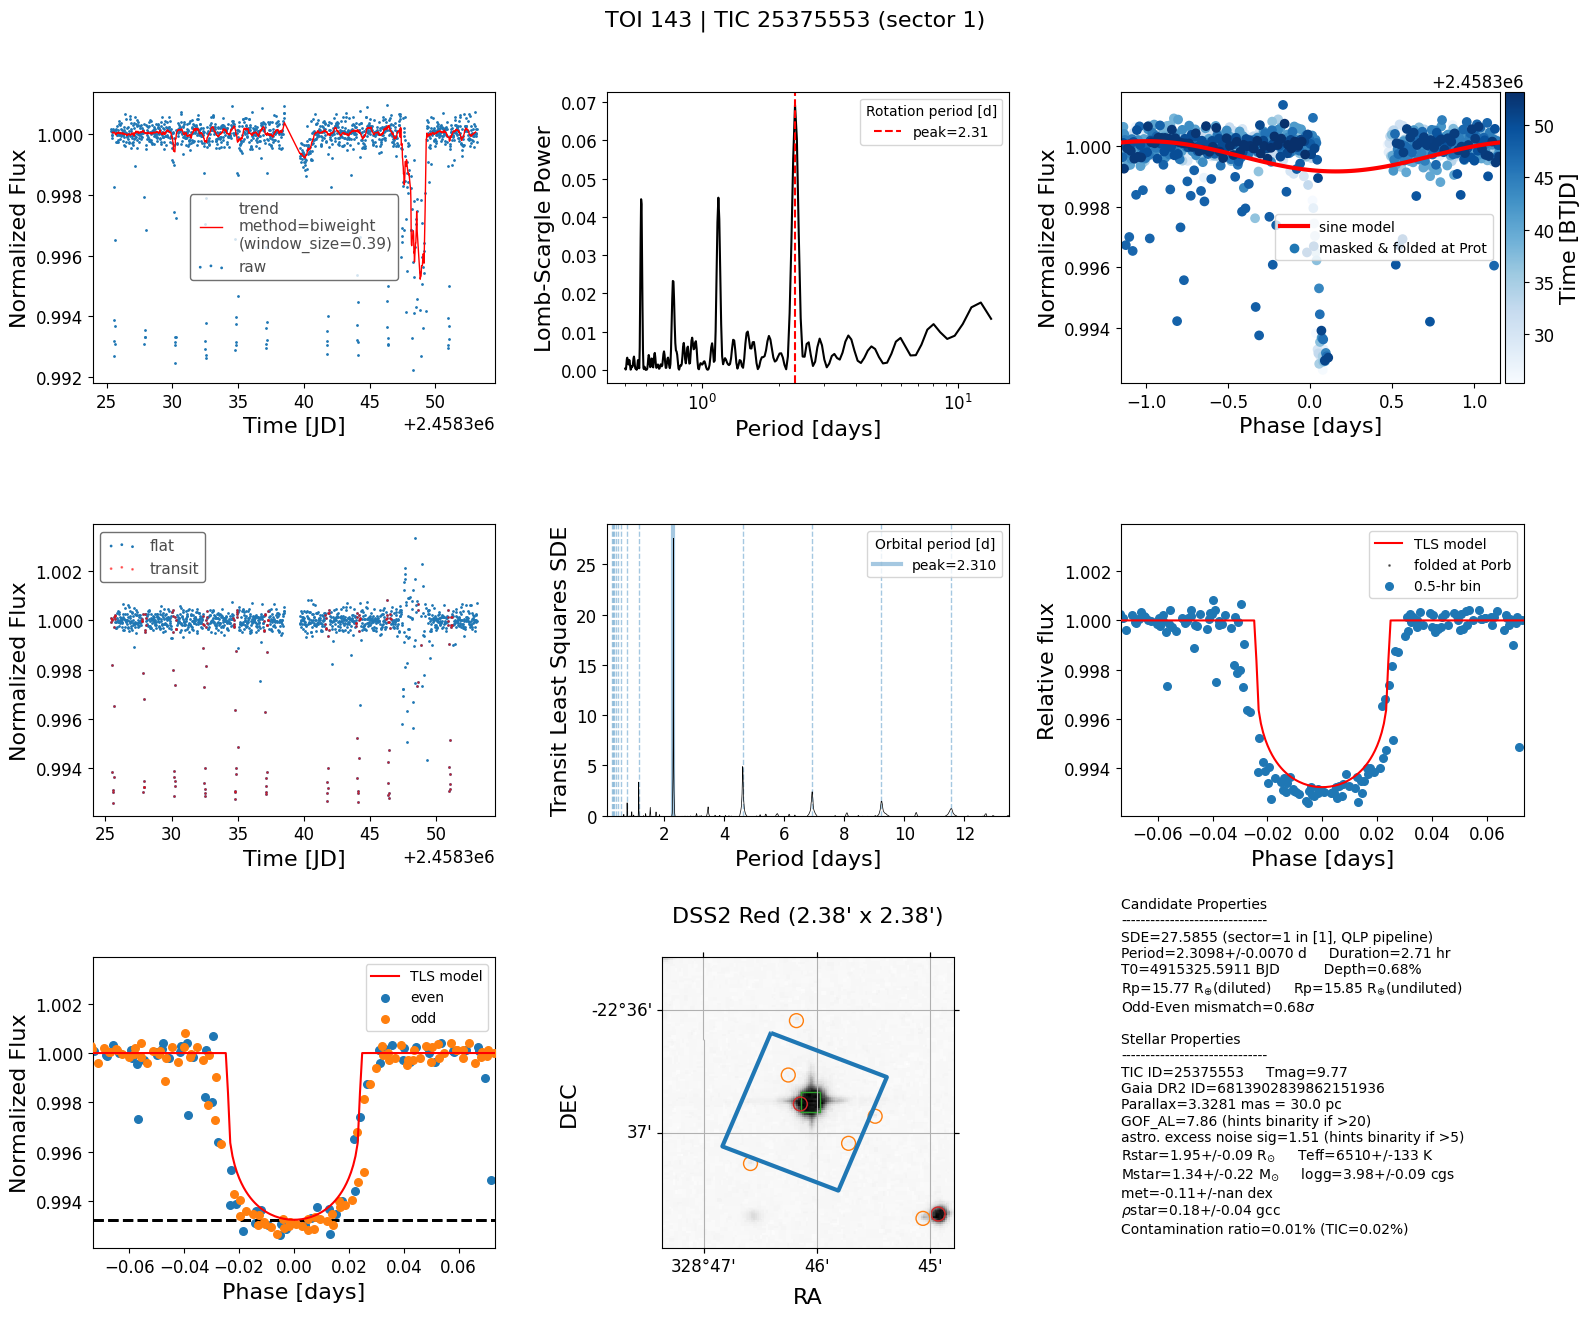 TOI 143 | TIC 25375553 (sector 1)
Normalized Flux
1.000
0.998
0.996
0.994
0.992
trend
method=biweight
(window_size=0.39)
raw
25 30 35 40 45 50
Time [JD]
+2.4583e6
Lomb-Scargle Power
0.07
0.06
0.05
0.04
0.03
0.02
0.01
0.00
Rotation period [d]
peak=2.31
10⁰ 10¹
Period [days]
Normalized Flux
1.000
0.998
0.996
0.994
sine model
masked & folded at Prot
−1.0 −0.5 0.0 0.5 1.0
Phase [days]
+2.4583e6
50
45
40
35
30
Time [BTJD]
Normalized Flux
1.002
1.000
0.998
0.996
0.994
flat
transit
25 30 35 40 45 50
Time [JD]
+2.4583e6
Transit Least Squares SDE
25
20
15
10
5
0
Orbital period [d]
peak=2.310
2 4 6 8 10 12
Period [days]
Relative flux
1.002
1.000
0.998
0.996
0.994
TLS model
folded at Porb
0.5-hr bin
−0.06 −0.04 −0.02 0.00 0.02 0.04 0.06
Phase [days]
Normalized Flux
1.002
1.000
0.998
0.996
0.994
TLS model
even
odd
−0.06 −0.04 −0.02 0.00 0.02 0.04 0.06
Phase [days]
DSS2 Red (2.38' x 2.38')
DEC
-22°36'
37'
328°47' 46' 45'
RA
Candidate Properties
------------------------------
SDE=27.5855 (sector=1 in [1], QLP pipeline)
Period=2.3098+/-0.0070 d Duration=2.71 hr
T0=4915325.5911 BJD Depth=0.68%
Rp=15.77 R⊕(diluted) Rp=15.85 R⊕(undiluted)
Odd-Even mismatch=0.68σ
Stellar Properties
------------------------------
TIC ID=25375553 Tmag=9.77
Gaia DR2 ID=6813902839862151936
Parallax=3.3281 mas = 30.0 pc
GOF_AL=7.86 (hints binarity if >20)
astro. excess noise sig=1.51 (hints binarity if >5)
Rstar=1.95+/-0.09 R⊙ Teff=6510+/-133 K
Mstar=1.34+/-0.22 M⊙ logg=3.98+/-0.09 cgs
met=-0.11+/-nan dex
ρstar=0.18+/-0.04 gcc
Contamination ratio=0.01% (TIC=0.02%)